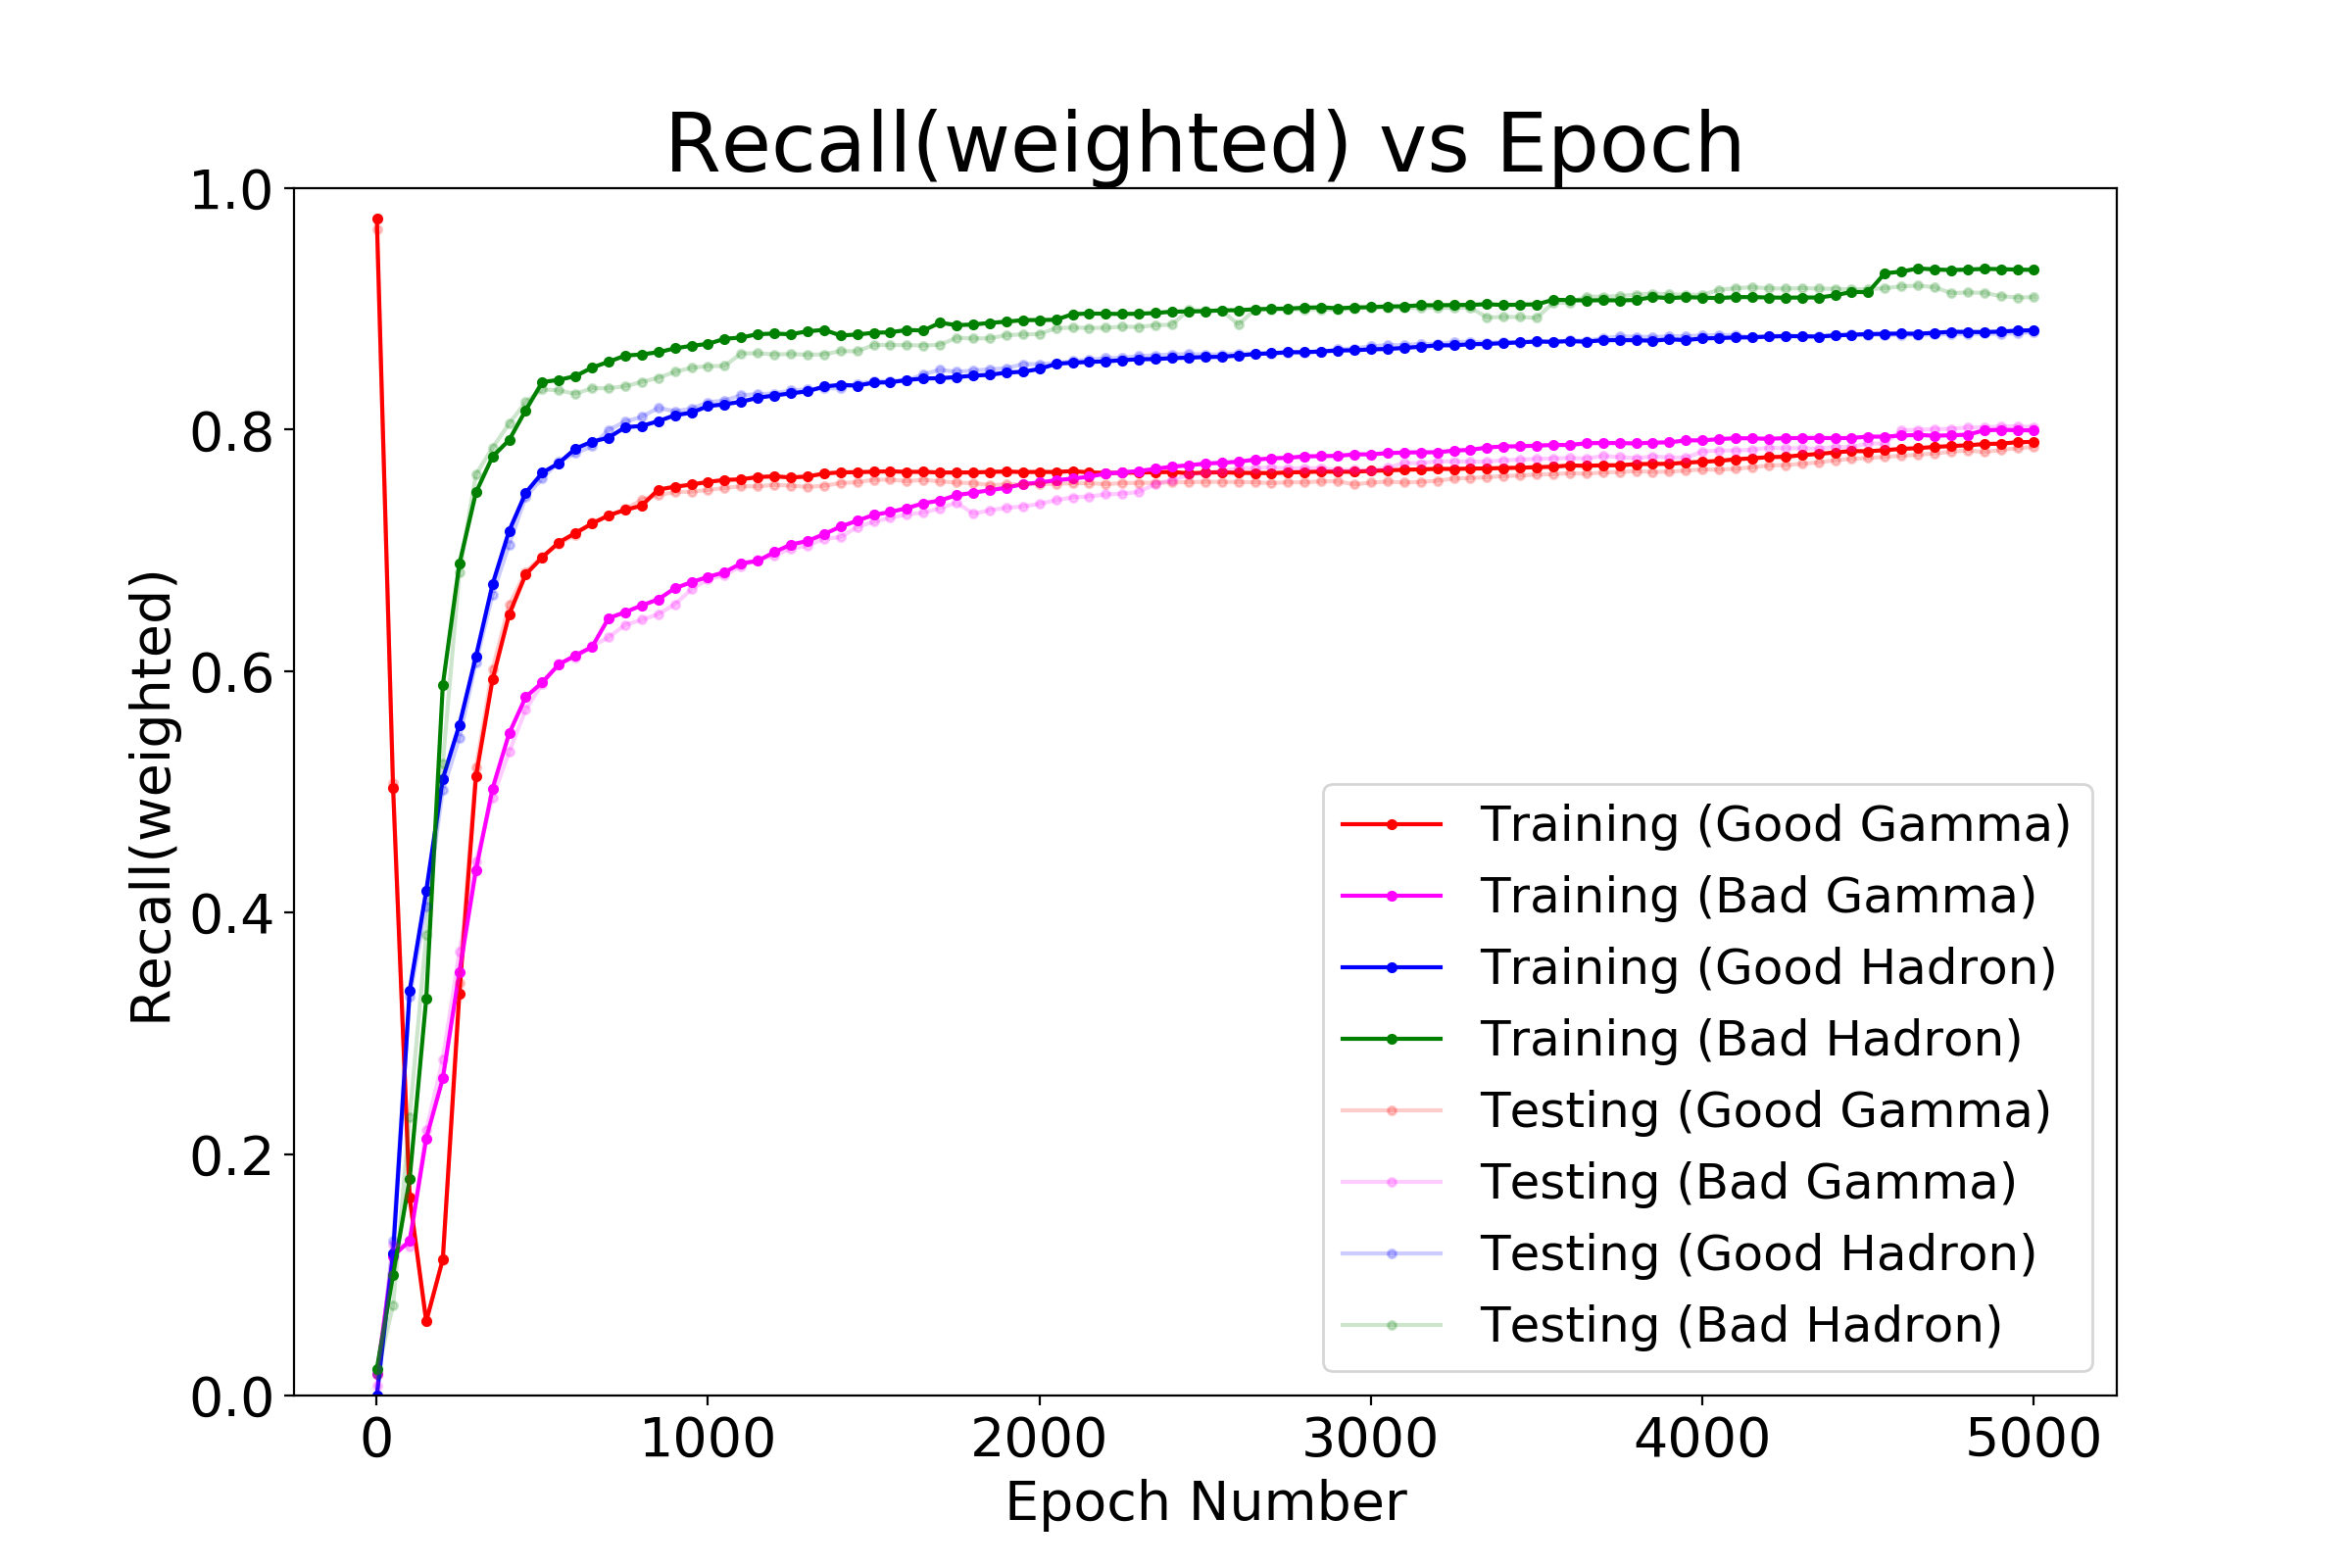 Recall(weighted) vs Epoch
1.0
0.8
0.6
0.4
0.2
0.0
Recall(weighted)
0 1000 2000 3000 4000 5000
Epoch Number
Training (Good Gamma)
Training (Bad Gamma)
Training (Good Hadron)
Training (Bad Hadron)
Testing (Good Gamma)
Testing (Bad Gamma)
Testing (Good Hadron)
Testing (Bad Hadron)